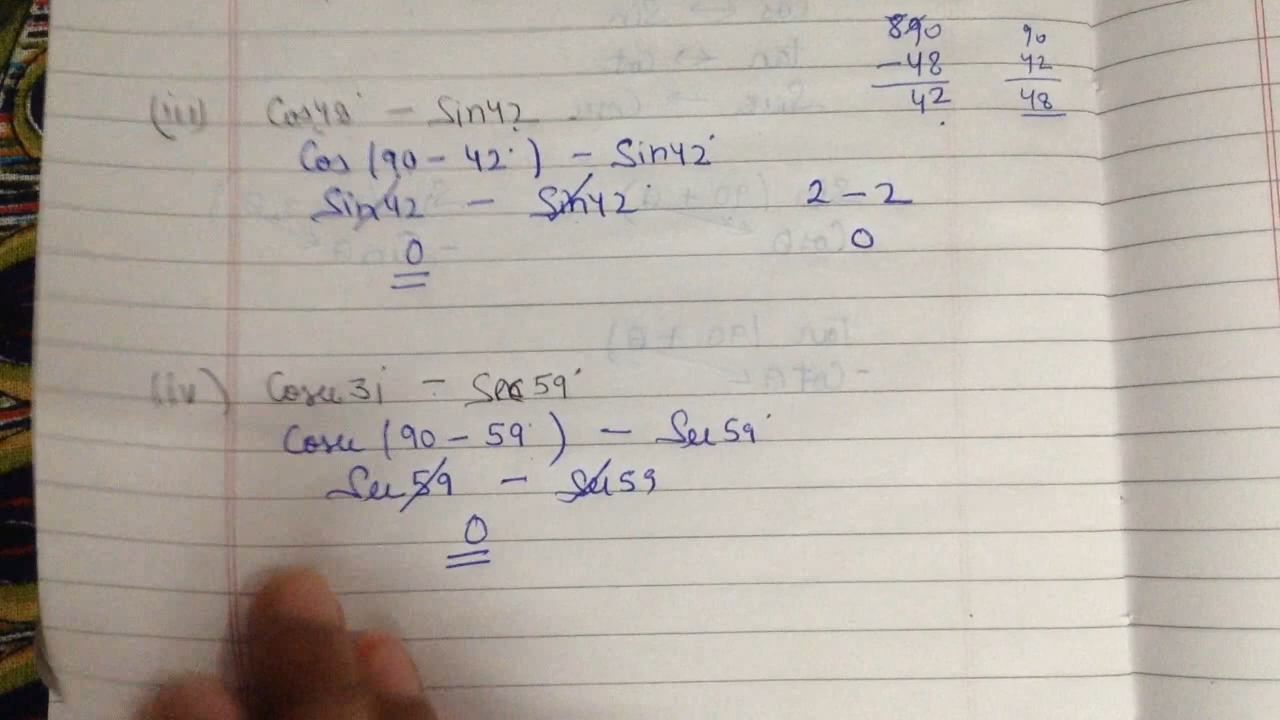 890 90
-48 42
42 48
(iii) Cos48° - Sin42
Cos (90 - 42°) - Sin42°
Sin42 - Sin42° 2 - 2
0 0
(iv) Cosec31 - Sec59°
Cosec (90 - 59°) - Sec59°
Sec59 - Sec59
0